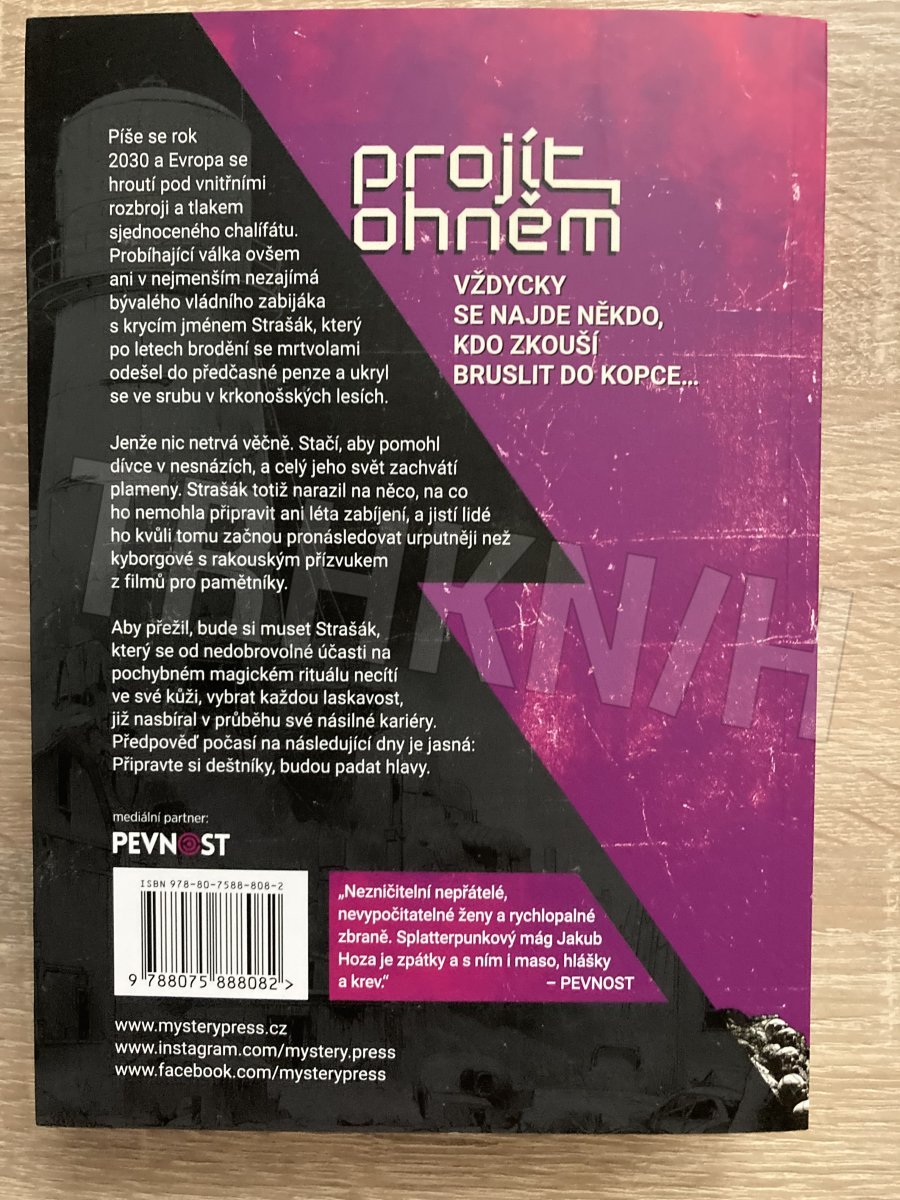 projít
ohněm
VŽDYCKY
SE NAJDE NĚKDO,
KDO ZKOUŠÍ
BRUSLIT DO KOPCE...
Píše se rok
2030 a Evropa se
hroutí pod vnitřními
rozbroji a tlakem
sjednoceného chalífátu.
Probíhající válka ovšem
ani v nejmenším nezajímá
bývalého vládního zabijáka
s krycím jménem Strašák, který
po letech brodění se mrtvolami
odešel do předčasné penze a ukryl
se ve srubu v krkonošských lesích.
Jenže nic netrvá věčně. Stačí, aby pomohl
dívce v nesnázích, a celý jeho svět zachvátí
plameny. Strašák totiž narazil na něco, na co
ho nemohla připravit ani léta zabíjení, a jistí lidé
ho kvůli tomu začnou pronásledovat urputněji než
kyborgové s rakouským přízvukem
z filmů pro pamětníky.
Aby přežil, bude si muset Strašák,
který se od nedobrovolné účasti na
pochybném magickém rituálu necítí
ve své kůži, vybrat každou laskavost,
již nasbíral v průběhu své násilné kariéry.
Předpověď počasí na následující dny je jasná:
Připravte si deštníky, budou padat hlavy.
mediální partner:
PEVNOST
ISBN 978-80-7588-808-2
9 788075 888082 >
„Nezničitelní nepřátelé,
nevypočitatelné ženy a rychlopalné
zbraně. Splatterpunkový mág Jakub
Hoza je zpátky a s ním i maso, hlášky
a krev.“
– PEVNOST
www.mysterypress.cz
www.instagram.com/mystery.press
www.facebook.com/mysterypress